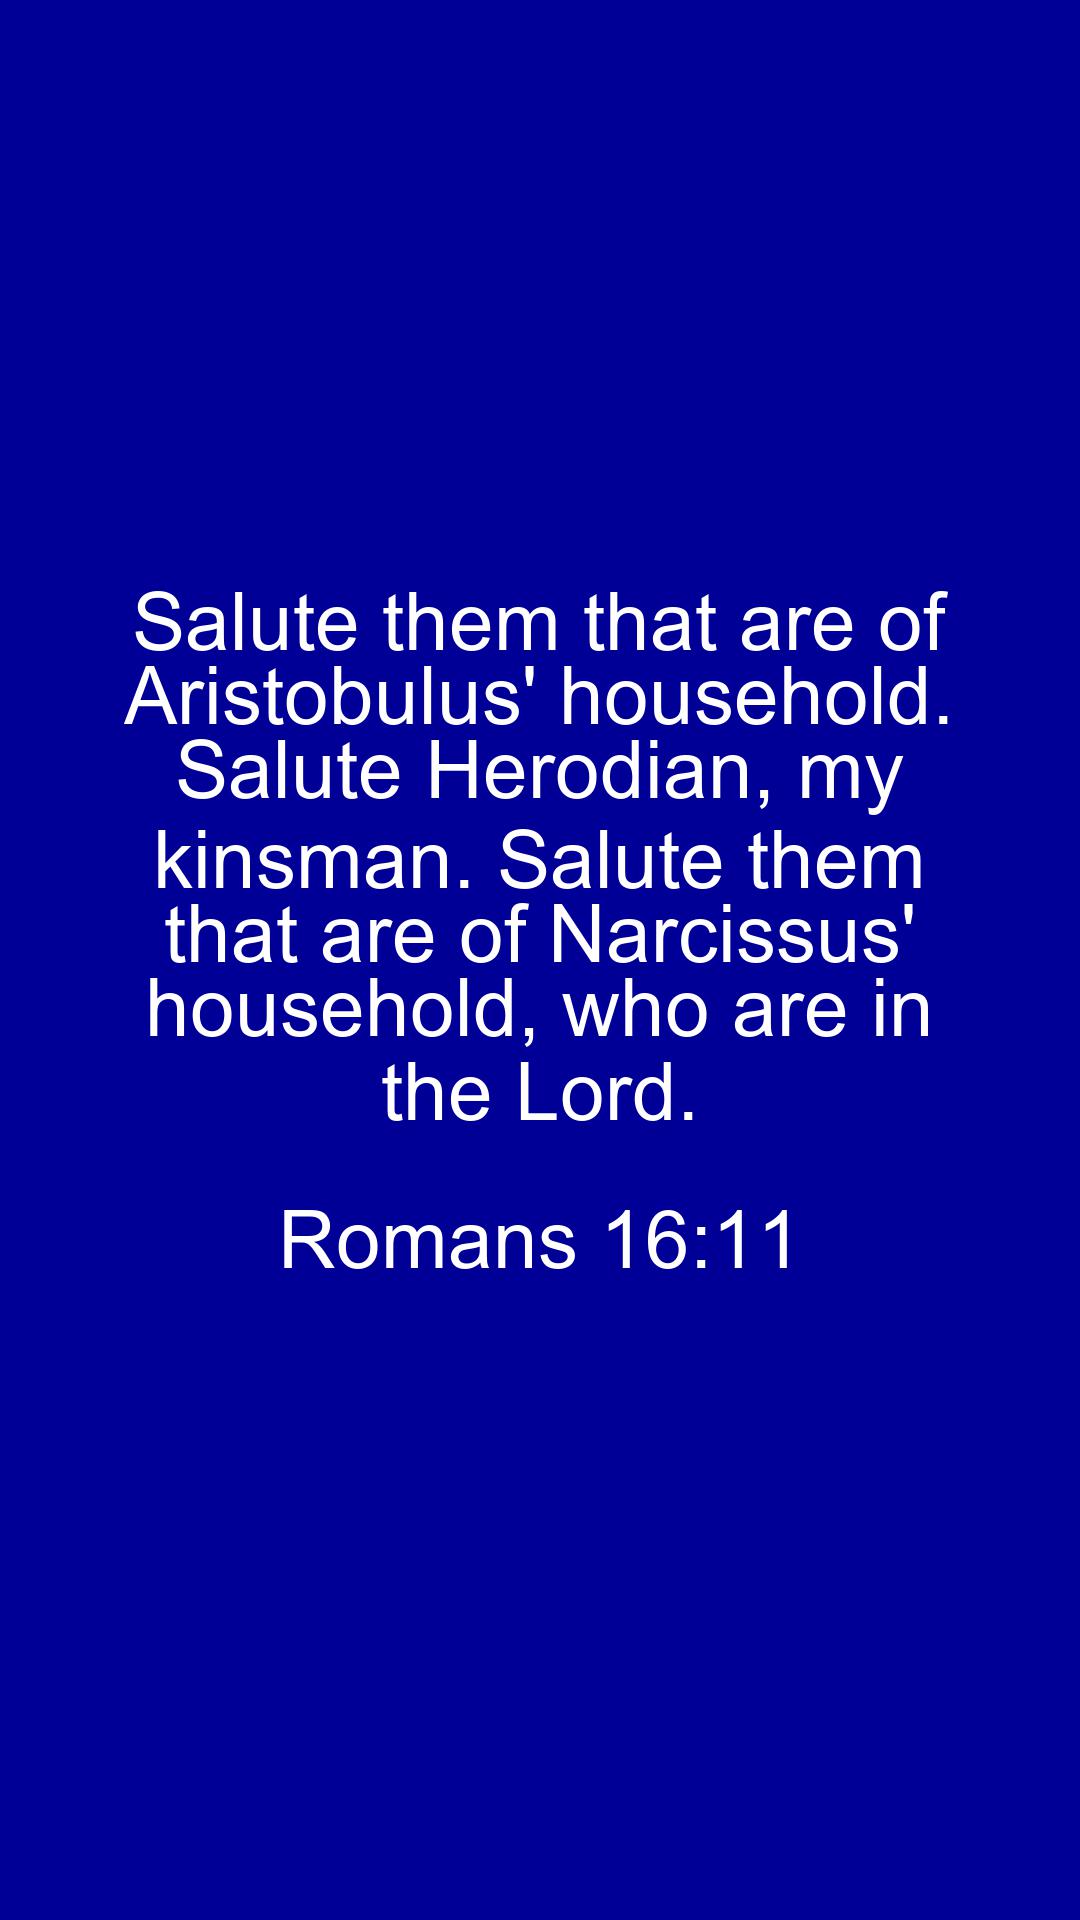 Salute them that are of
Aristobulus' household.
Salute Herodian, my
kinsman. Salute them
that are of Narcissus'
household, who are in
the Lord.
Romans 16:11